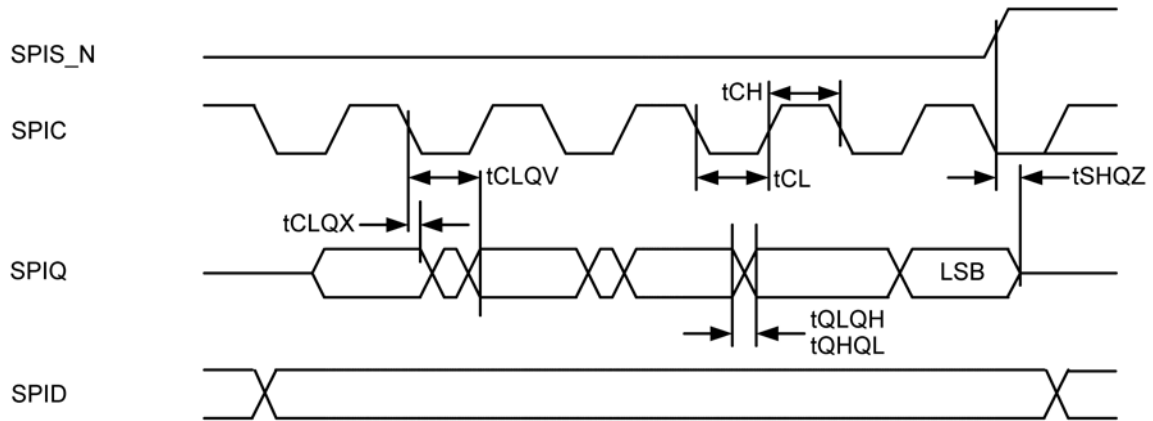 SPIS_N
tCH
SPIC
tCLQV
tCL
tSHQZ
tCLQX
SPIQ
LSB
tQLQH
tQHQL
SPID